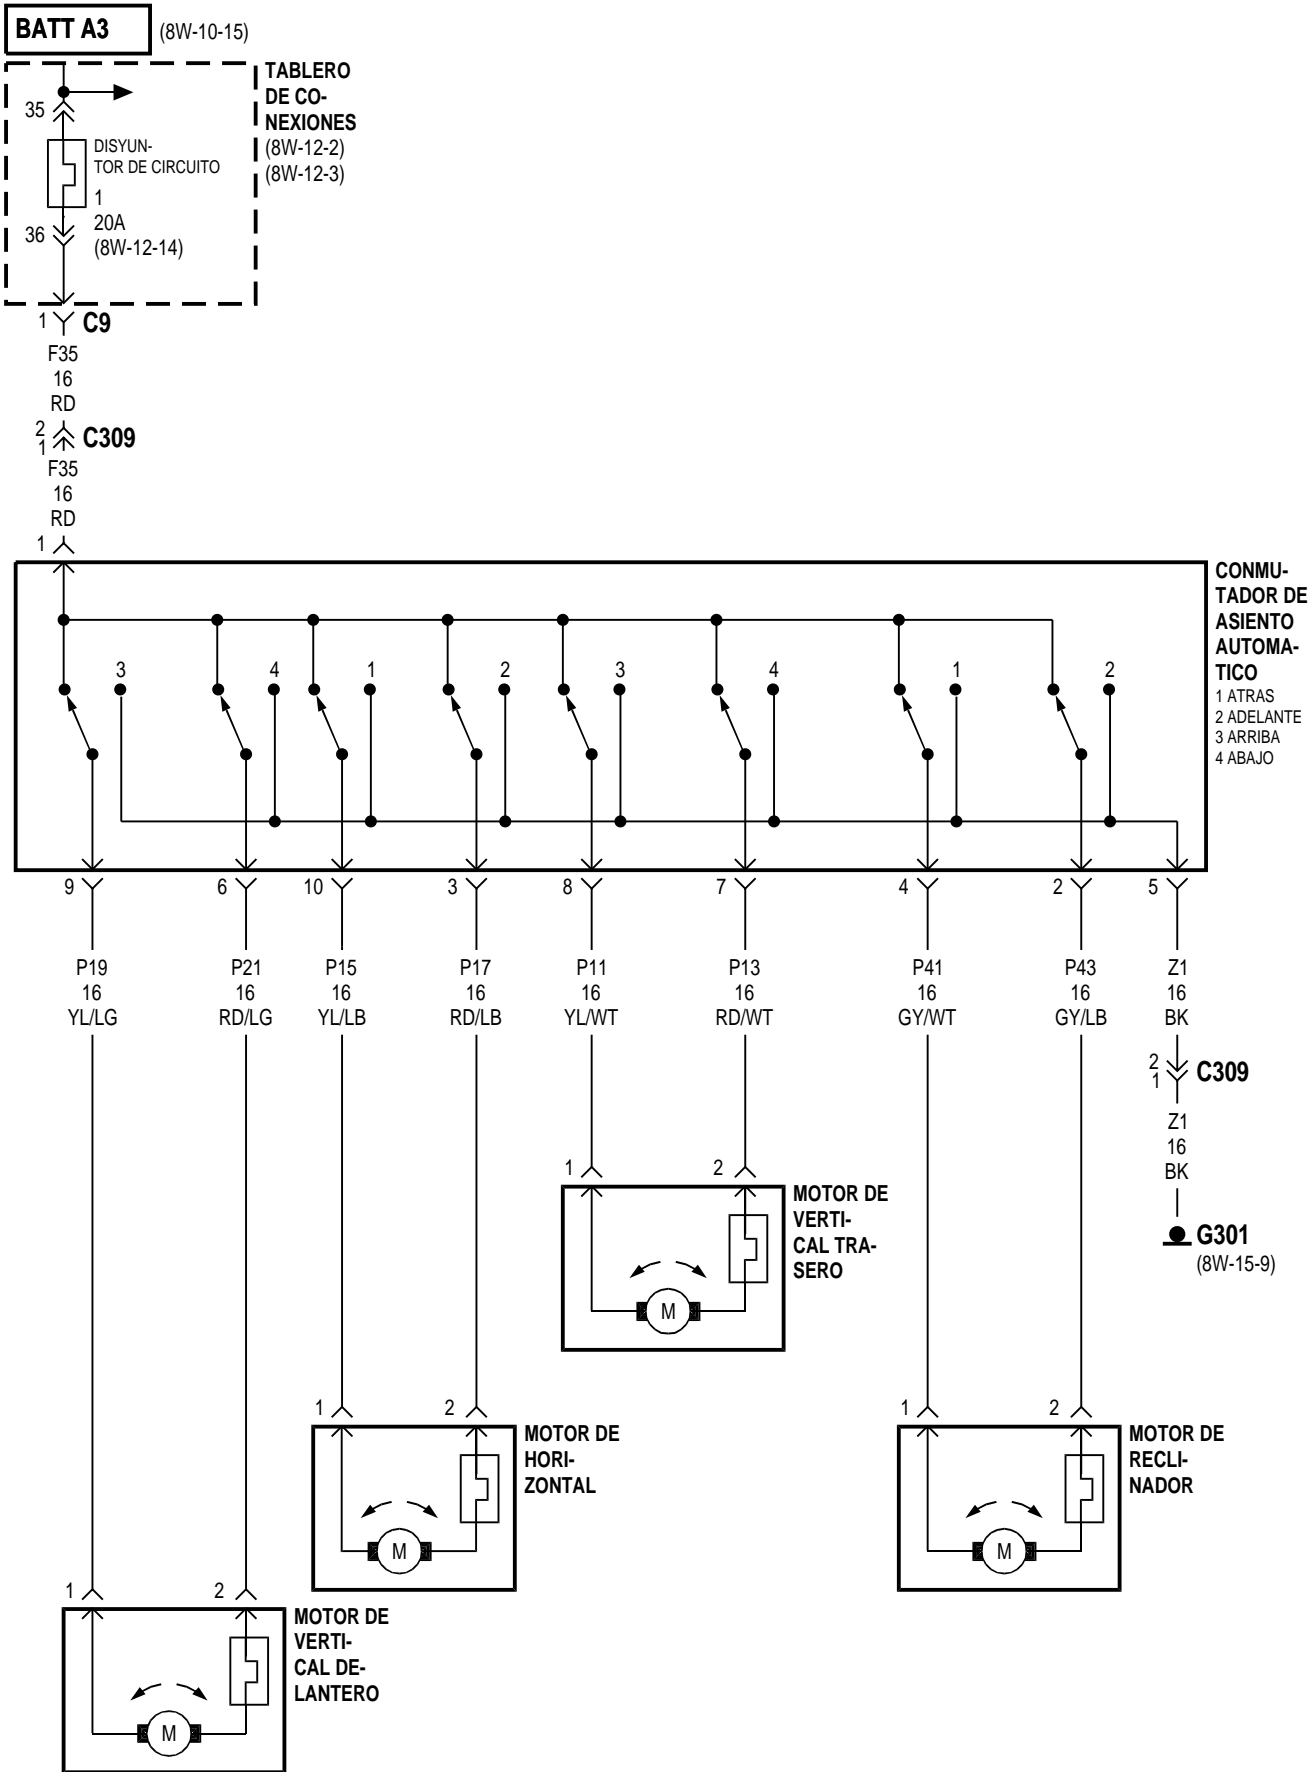 BATT A3 (8W-10-15)
TABLERO
DE CO-
NEXIONES
(8W-12-2)
(8W-12-3)
35
DISYUN-
TOR DE CIRCUITO
1
20A
(8W-12-14)
36
1 C9
F35
16
RD
2
1 C309
F35
16
RD
1
CONMU-
TADOR DE
ASIENTO
AUTOMA-
TICO
1 ATRAS
2 ADELANTE
3 ARRIBA
4 ABAJO
3 4 1 2 3 4 1 2
9 6 10 3 8 7 4 2 5
P19 P21 P15 P17 P11 P13 P41 P43 Z1
16 16 16 16 16 16 16 16 16
YL/LG RD/LG YL/LB RD/LB YL/WT RD/WT GY/WT GY/LB BK
2
1 C309
Z1
16
BK
G301
(8W-15-9)
1 2
MOTOR DE
VERTI-
CAL TRA-
SERO
M
1 2
MOTOR DE
HORI-
ZONTAL
M
1 2
MOTOR DE
RECLI-
NADOR
M
1 2
MOTOR DE
VERTI-
CAL DE-
LANTERO
M